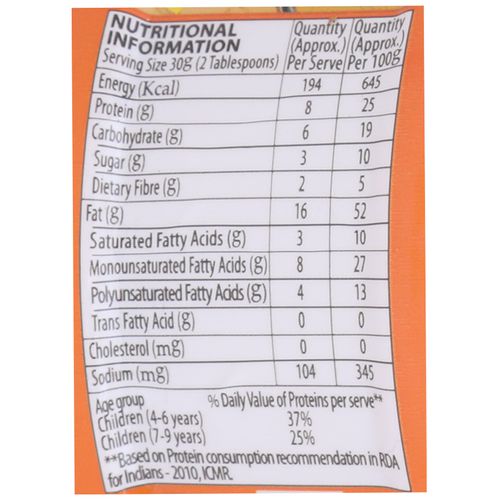 NUTRITIONAL INFORMATION
Serving Size 30g (2 Tablespoons) Quantity (Approx.) Per Serve Quantity (Approx.) Per 100g
Energy (Kcal) 194 645
Protein (g) 8 25
Carbohydrate (g) 6 19
Sugar (g) 3 10
Dietary Fibre (g) 2 5
Fat (g) 16 52
Saturated Fatty Acids (g) 3 10
Monounsaturated Fatty Acids (g) 8 27
Polyunsaturated Fatty Acids (g) 4 13
Trans Fatty Acid (g) 0 0
Cholesterol (mg) 0 0
Sodium (mg) 104 345
Age group % Daily Value of Proteins per serve**
Children (4-6 years) 37%
Children (7-9 years) 25%
**Based on Protein consumption recommendation in RDA
for Indians - 2010, ICMR.